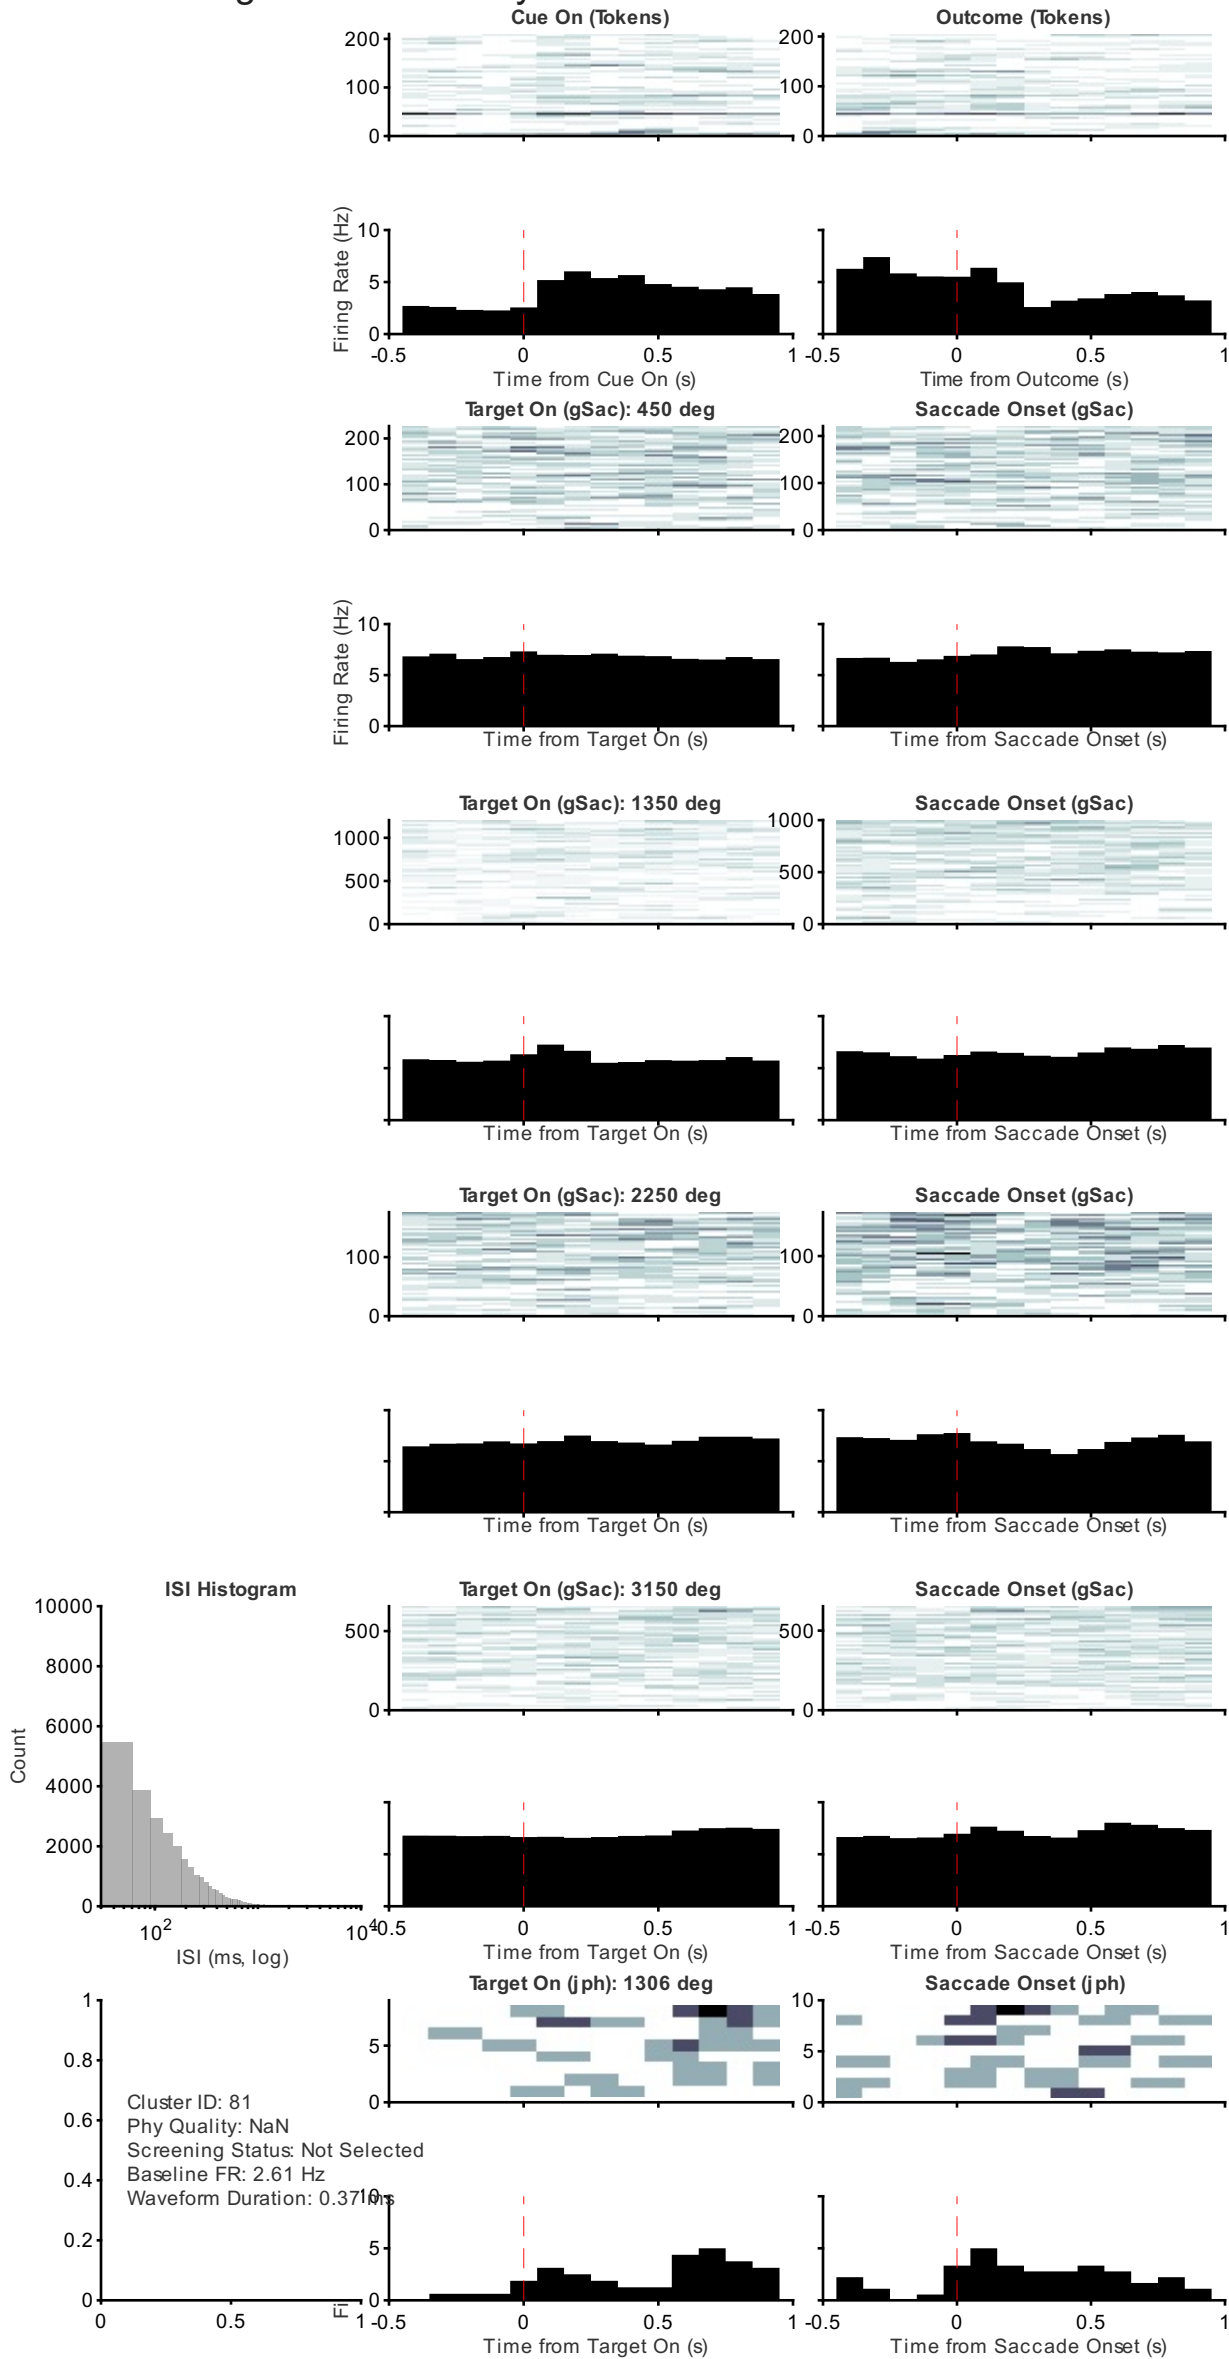 Cue On (Tokens)
Outcome (Tokens)
200
100
0
200
100
0
Firing Rate (Hz)
10
5
0
-0.5
0
0.5
1
-0.5
0
0.5
1
Time from Cue On (s)
Time from Outcome (s)
Target On (gSac): 450 deg
Saccade Onset (gSac)
200
100
0
200
100
0
Firing Rate (Hz)
10
5
0
Time from Target On (s)
Time from Saccade Onset (s)
Target On (gSac): 1350 deg
Saccade Onset (gSac)
1000
500
0
1000
500
0
Time from Target On (s)
Time from Saccade Onset (s)
Target On (gSac): 2250 deg
Saccade Onset (gSac)
100
0
100
0
Time from Target On (s)
Time from Saccade Onset (s)
ISI Histogram
Target On (gSac): 3150 deg
Saccade Onset (gSac)
10000
8000
6000
4000
2000
0
Count
10^2
10^4
ISI (ms, log)
500
0
500
0
-0.5
0
0.5
1
-0.5
0
0.5
1
Time from Target On (s)
Time from Saccade Onset (s)
Target On (jph): 1306 deg
Saccade Onset (jph)
1
0.8
0.6
0.4
0.2
0
0
0.5
1
Cluster ID: 81
Phy Quality: NaN
Screening Status: Not Selected
Baseline FR: 2.61 Hz
Waveform Duration: 0.37 ms
5
0
10
5
0
10
5
0
Fi
-0.5
0
0.5
1
-0.5
0
0.5
1
Time from Target On (s)
Time from Saccade Onset (s)